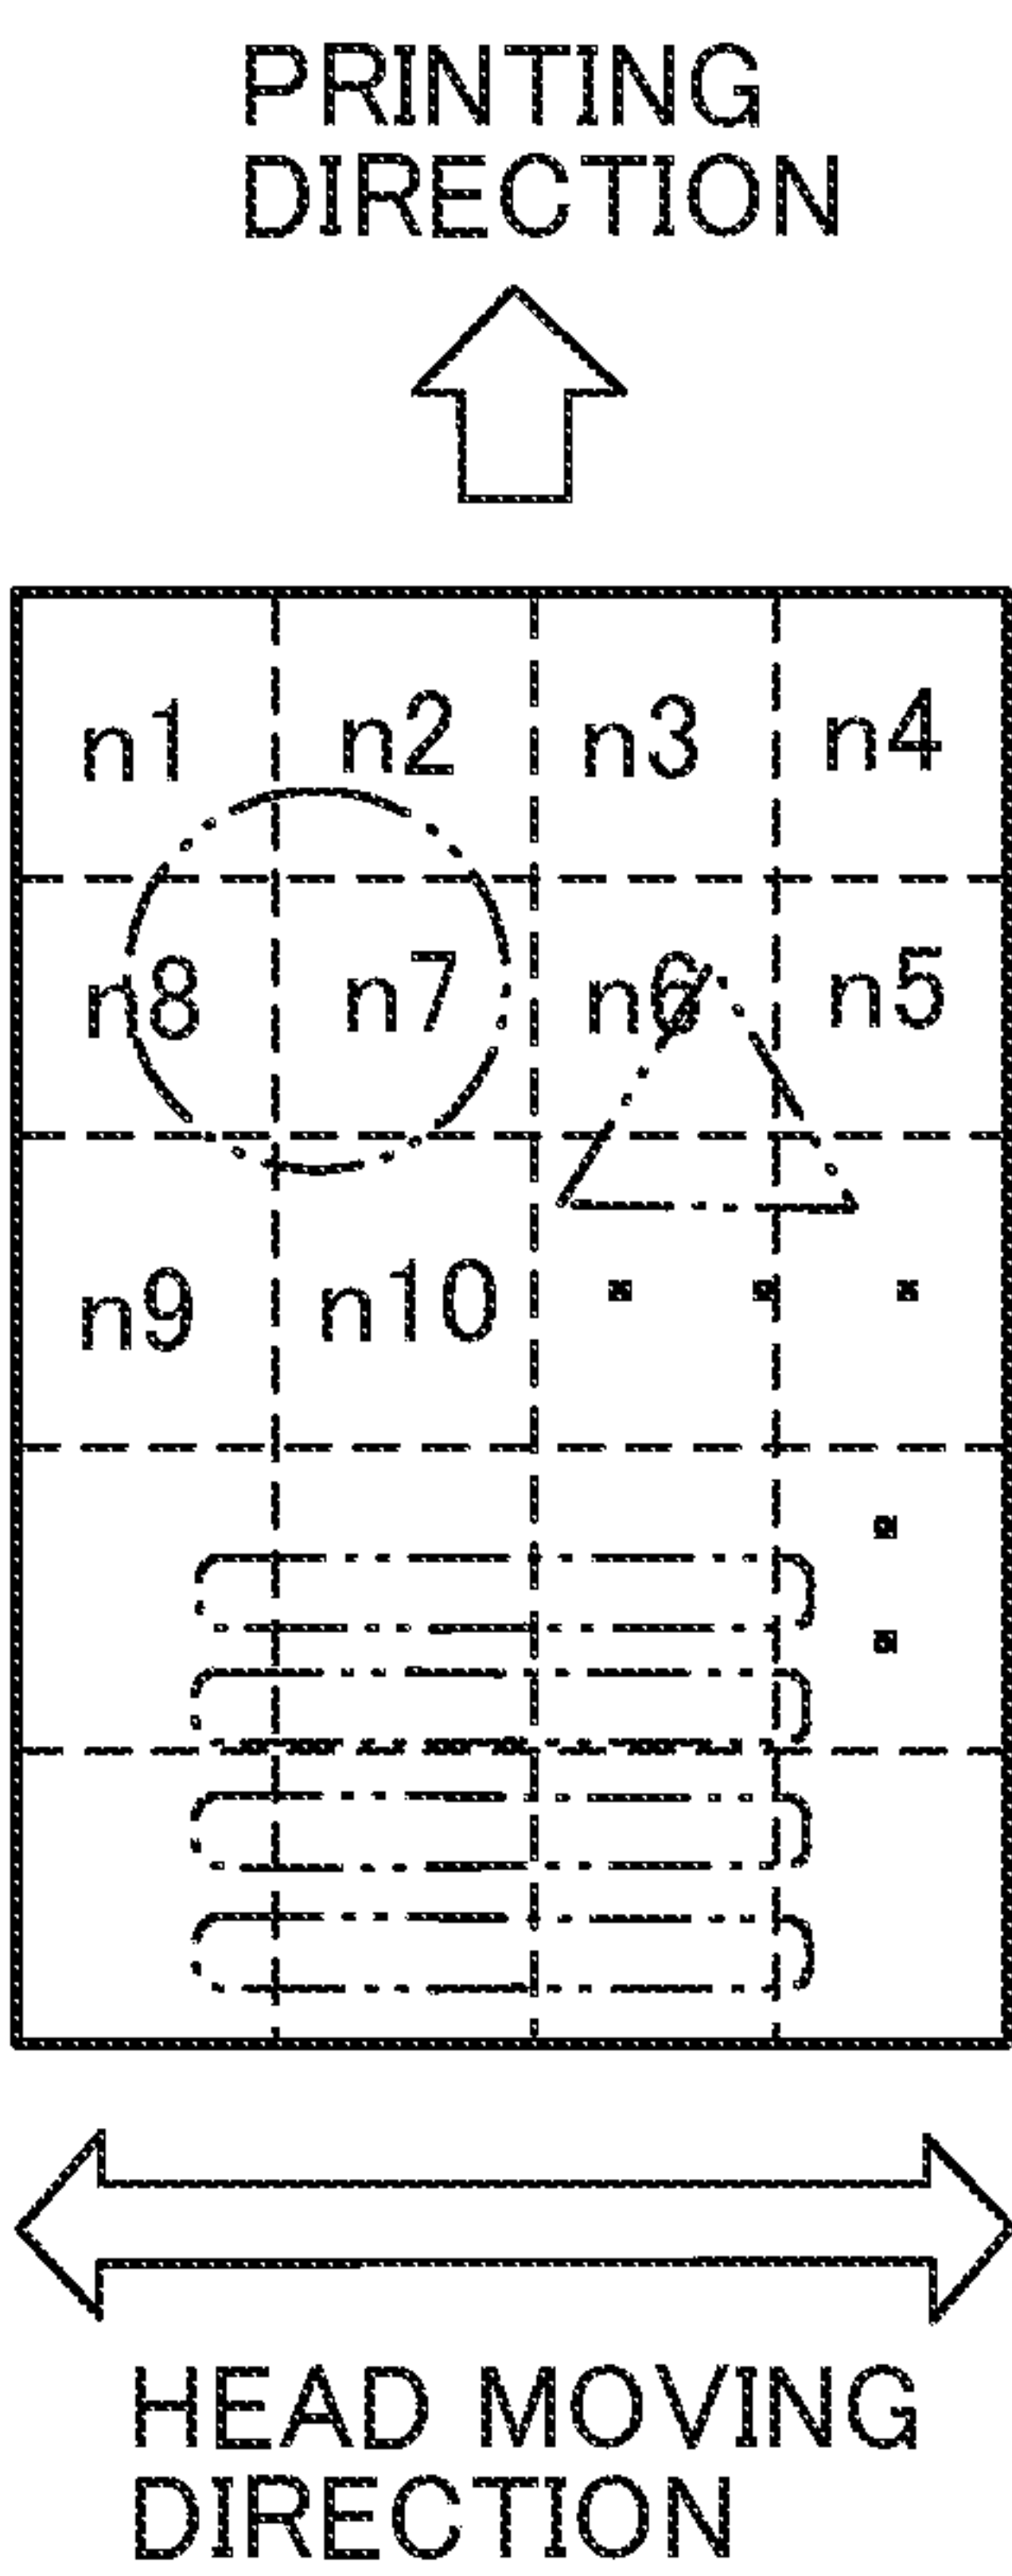 PRINTING
DIRECTION
n1 n2 n3 n4
n8 n7 n6 n5
n9 n10
HEAD MOVING
DIRECTION